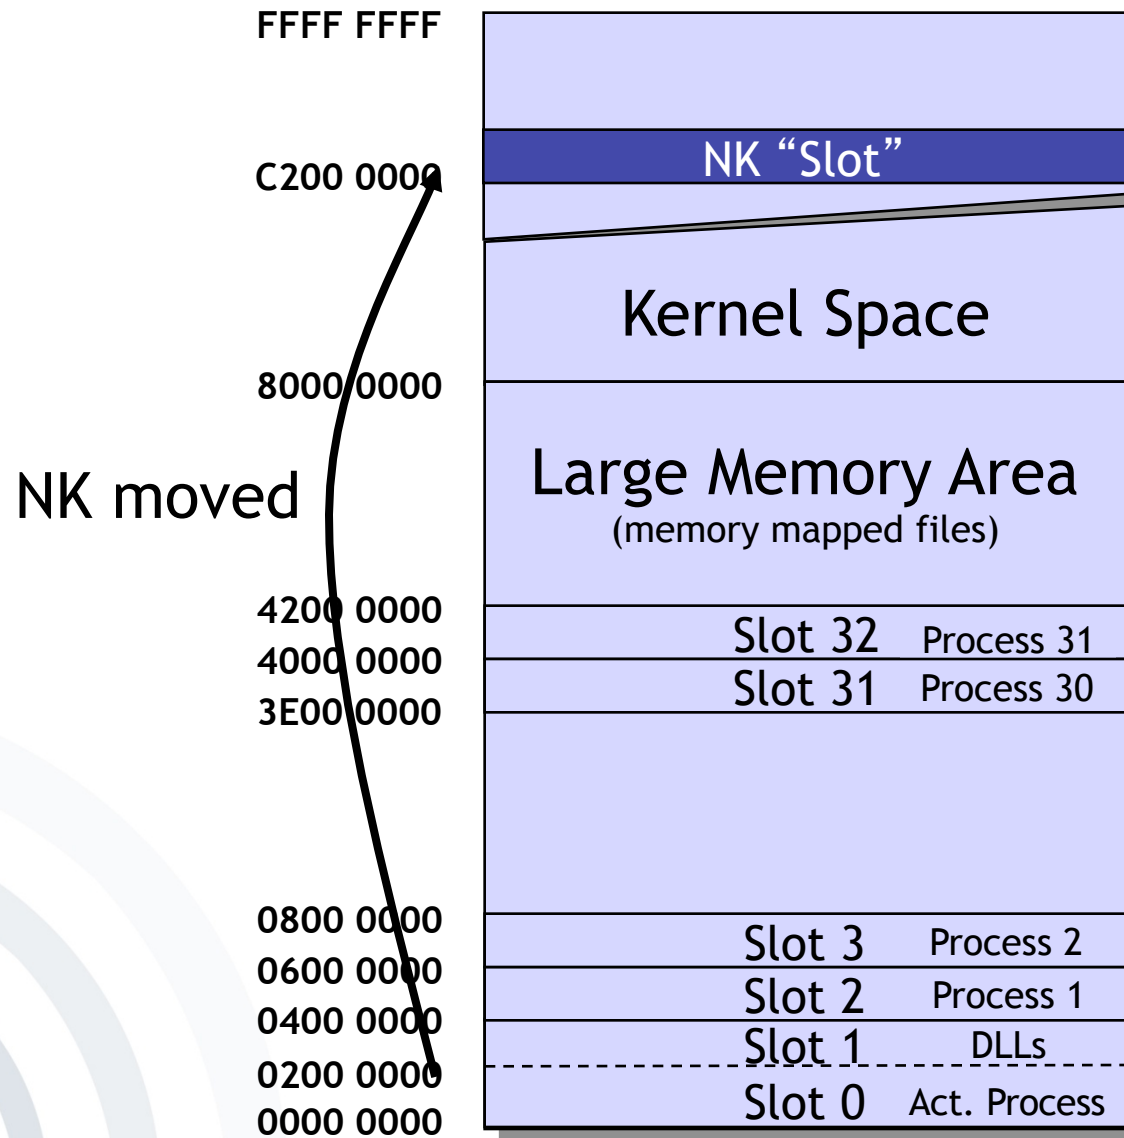 FFFF FFFF
NK “Slot”
C200 0000
Kernel Space
8000 0000
Large Memory Area
NK moved
(memory mapped files)
4200 0000
Slot 32 Process 31
4000 0000
Slot 31 Process 30
3E00 0000
0800 0000
Slot 3 Process 2
0600 0000
Slot 2 Process 1
0400 0000
Slot 1 DLLs
0200 0000
Slot 0 Act. Process
0000 0000